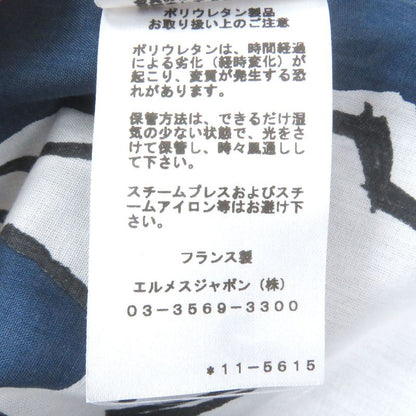 ポリウレタン製品
お取り扱い上のご注意
ポリウレタンは、時間経過
による劣化（経時変化）が
起こり、変質が発生する恐
れがあります。
保管方法は、できるだけ湿
気の少ない状態で、光をさ
けて保管し、時々風通しし
て下さい。
スチームプレスおよびスチ
ームアイロン等はお避け下
さい。
フランス製
エルメスジャポン（株）
03-3569-3300
*11-5615